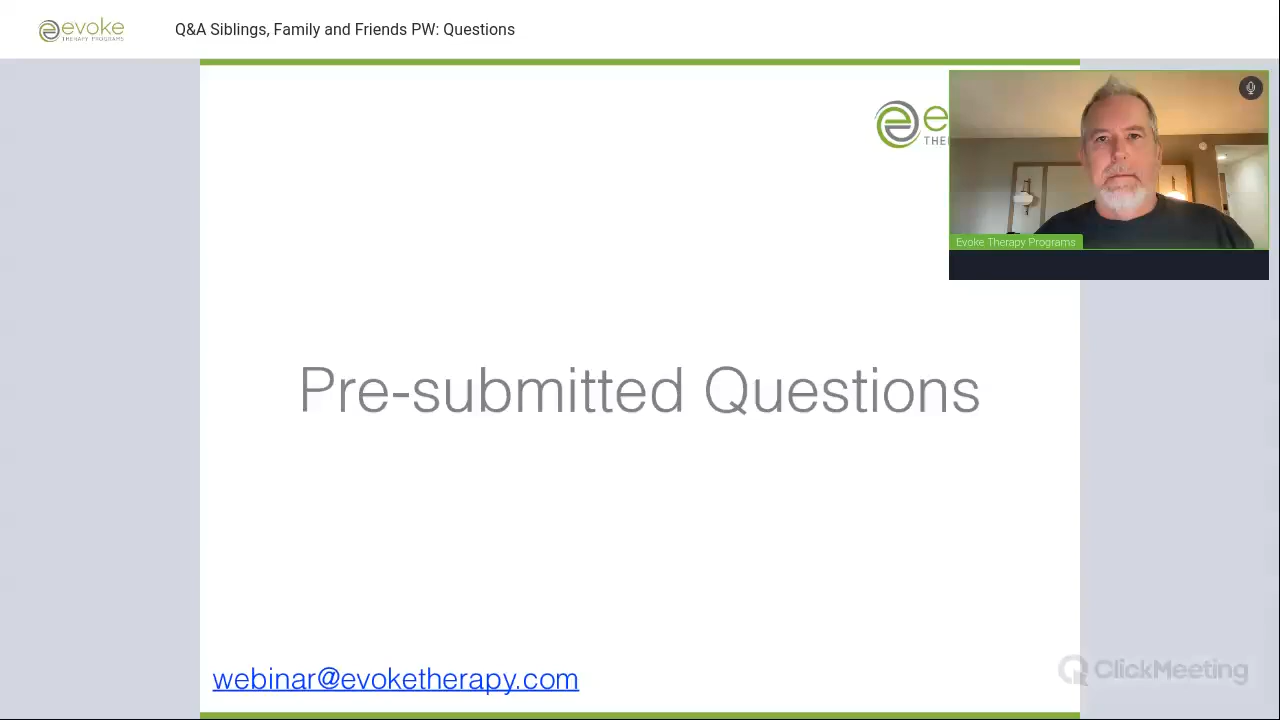 evoke
THERAPY PROGRAMS
Q&A Siblings, Family and Friends PW: Questions
e
THE
Evoke Therapy Programs
Pre-submitted Questions
webinar@evoketherapy.com
ClickMeeting